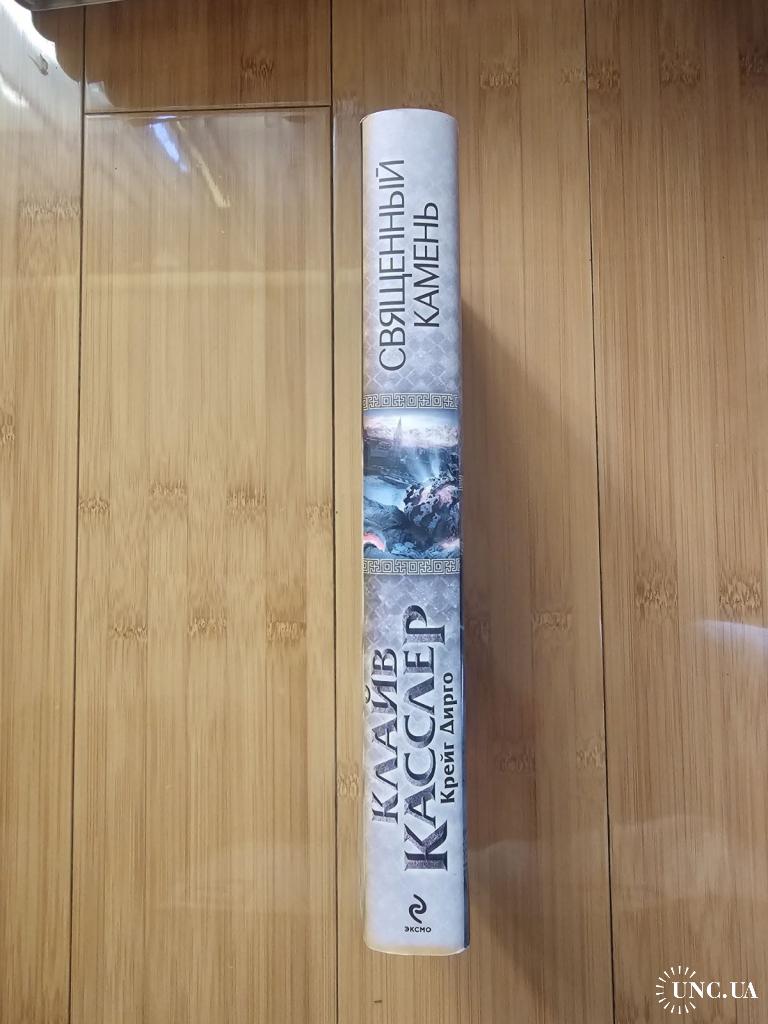 СВЯЩЕННЫЙ
КАМЕНЬ
КЛАЙВ
КАССЛЕР
Крейг Дирго
ЭКСМО
UNC.UA